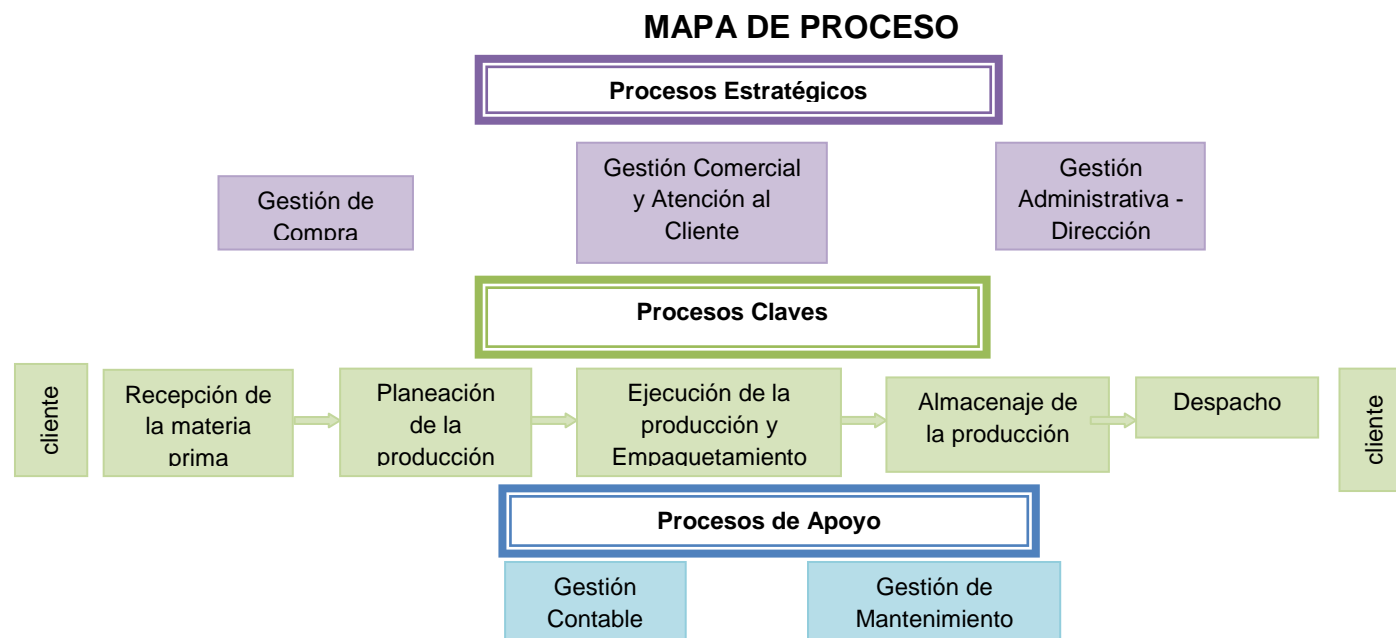 MAPA DE PROCESO
Procesos Estratégicos
Gestión de
Compra
Gestión Comercial
y Atención al
Cliente
Gestión
Administrativa -
Dirección
Procesos Claves
cliente
Recepción de
la materia
prima
Planeación
de la
producción
Ejecución de la
producción y
Empaquetamiento
Almacenaje de
la producción
Despacho
cliente
Procesos de Apoyo
Gestión
Contable
Gestión de
Mantenimiento